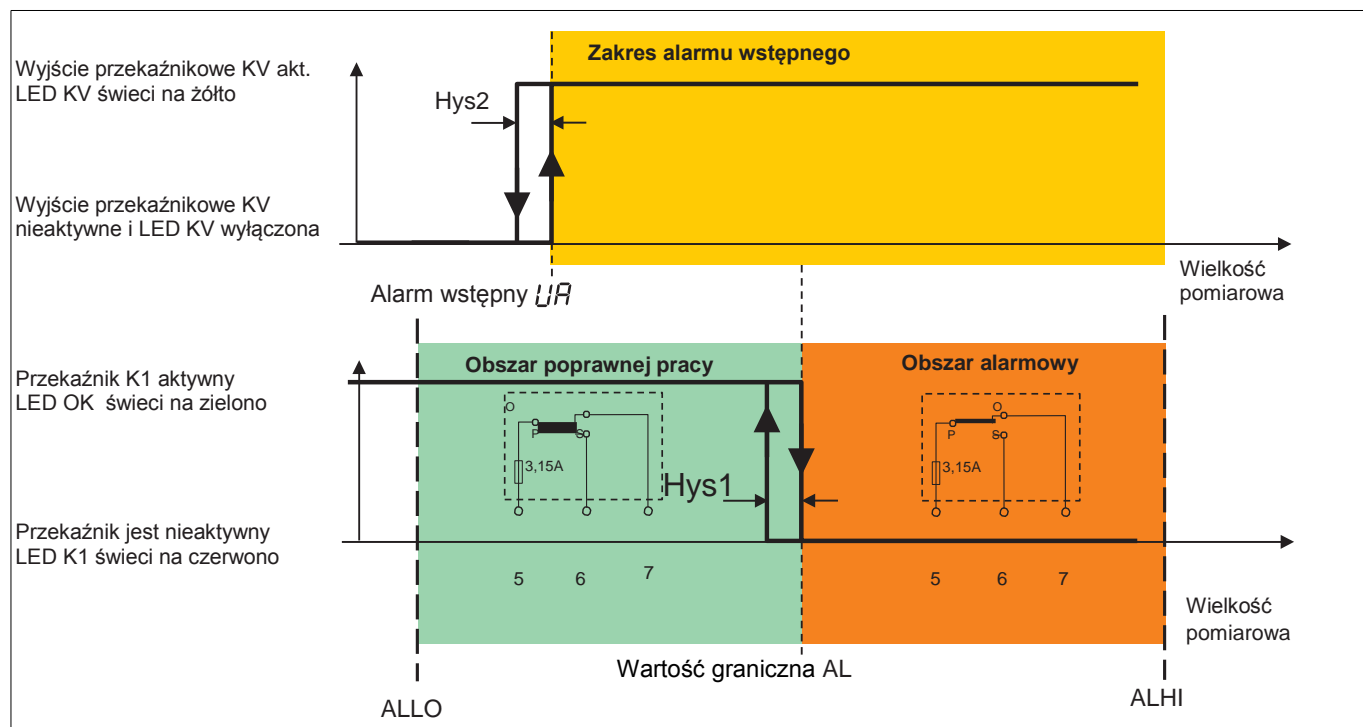 Zakres alarmu wstępnego
Wyjście przekaźnikowe KV akt.
LED KV świeci na żółto
Hys2
Wyjście przekaźnikowe KV
nieaktywne i LED KV wyłączona
Wielkość
pomiarowa
Alarm wstępny UA
Obszar poprawnej pracy
Obszar alarmowy
Przekaźnik K1 aktywny
LED OK świeci na zielono
O
P
S
3,15A
O
P
S
3,15A
Hys1
Przekaźnik jest nieaktywny
LED K1 świeci na czerwono
5 6 7
5 6 7
Wielkość
pomiarowa
Wartość graniczna AL
ALLO
ALHI